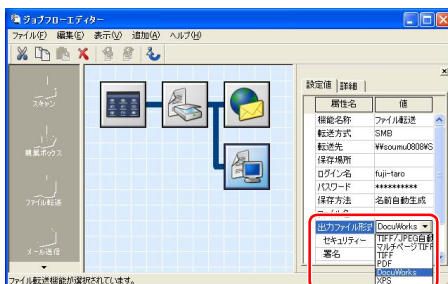 ジョブフローエディター
ファイル(F) 編集(E) 表示(V) 追加(A) ヘルプ(H)
スキャン
親展ボックス
ファイル転送
メール送信
設定値 詳細
属性名 値
機能名称 ファイル転送
転送方式 SMB
転送先 ¥¥soumu0808¥S
保存場所
ログイン名 fuji-taro
パスワード **********
保存方法 名前自動生成
出力ファイル形式 DocuWorks
TIFF/JPEG自動
セキュリティー マルチページTIFF
TIFF
署名 PDF
DocuWorks
XPS
ファイル転送機能が選択されています。